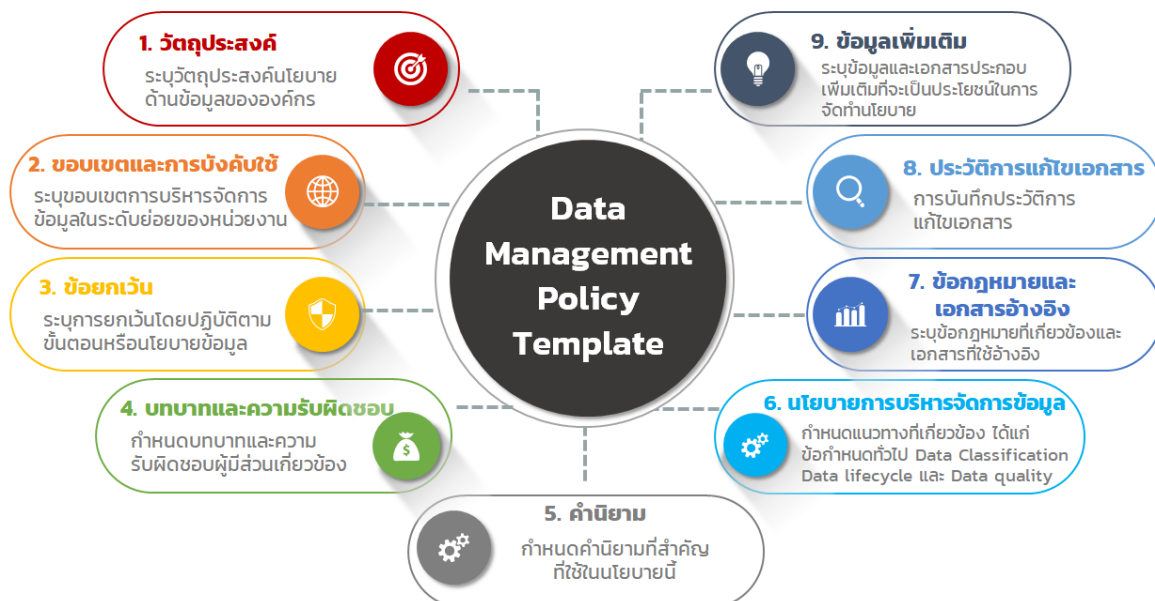 1. วัตถุประสงค์
ระบุวัตถุประสงค์นโยบาย
ด้านข้อมูลขององค์กร
2. ขอบเขตและการบังคับใช้
ระบุขอบเขตการบริหารจัดการ
ข้อมูลในระดับย่อยของหน่วยงาน
3. ข้อยกเว้น
ระบุการยกเว้นโดยปฏิบัติตาม
ขั้นตอนหรือนโยบายข้อมูล
4. บทบาทและความรับผิดชอบ
กำหนดบทบาทและความ
รับผิดชอบผู้มีส่วนเกี่ยวข้อง
$
5. คำนิยาม
กำหนดคำนิยามที่สำคัญ
ที่ใช้ในนโยบายนี้
Data
Management
Policy
Template
6. นโยบายการบริหารจัดการข้อมูล
กำหนดแนวทางที่เกี่ยวข้อง ได้แก่
ข้อกำหนดทั่วไป Data Classification
Data lifecycle และ Data quality
7. ข้อกฎหมายและ
เอกสารอ้างอิง
ระบุข้อกฎหมายที่เกี่ยวข้องและ
เอกสารที่ใช้อ้างอิง
8. ประวัติการแก้ไขเอกสาร
การบันทึกประวัติการ
แก้ไขเอกสาร
9. ข้อมูลเพิ่มเติม
ระบุข้อมูลและเอกสารประกอบ
เพิ่มเติมที่จะเป็นประโยชน์ในการ
จัดทำนโยบาย